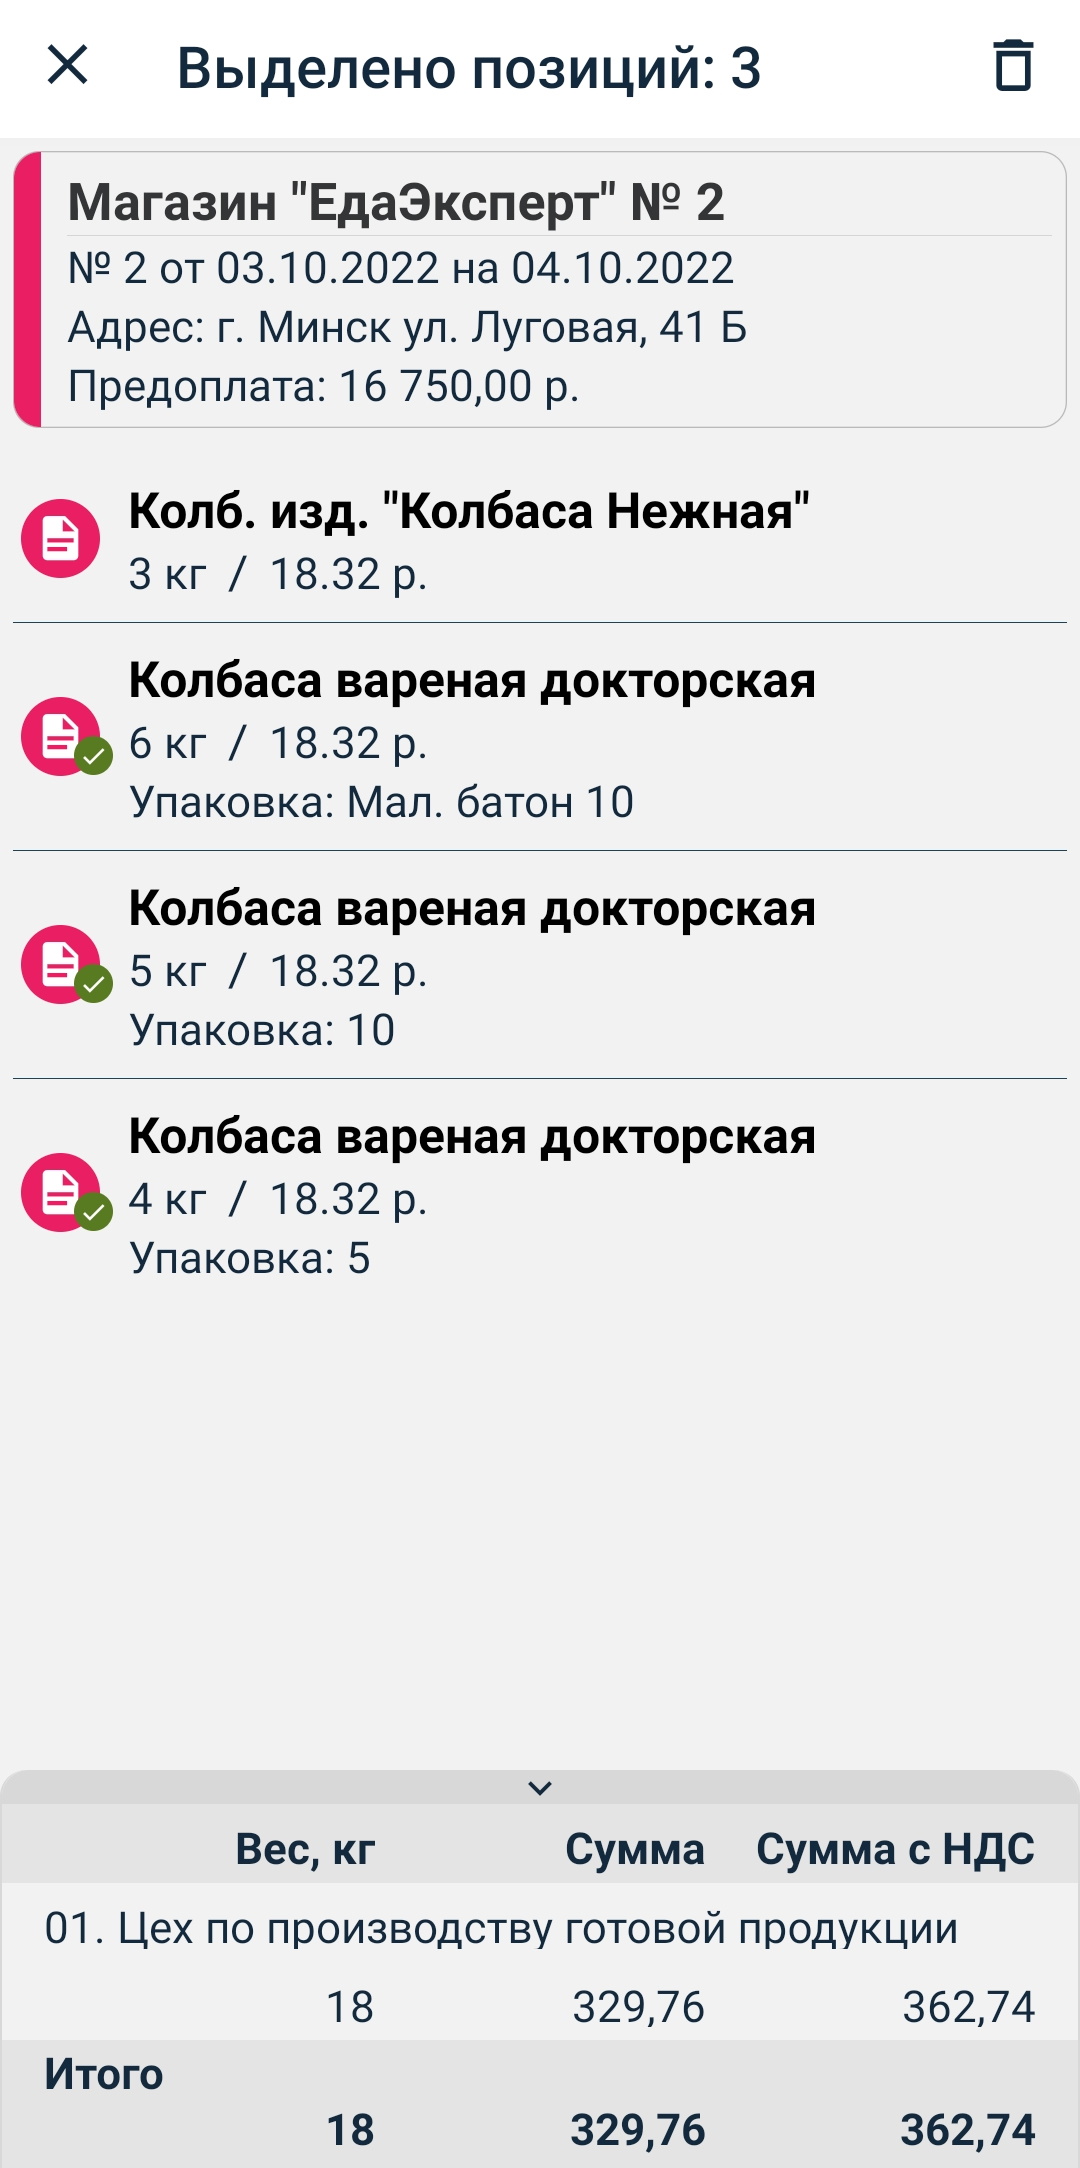 Выделено позиций: 3
Магазин "ЕдаЭксперт" № 2
№ 2 от 03.10.2022 на 04.10.2022
Адрес: г. Минск ул. Луговая, 41 Б
Предоплата: 16 750,00 р.
Колб. изд. "Колбаса Нежная"
3 кг / 18.32 р.
Колбаса вареная докторская
6 кг / 18.32 р.
Упаковка: Мал. батон 10
Колбаса вареная докторская
5 кг / 18.32 р.
Упаковка: 10
Колбаса вареная докторская
4 кг / 18.32 р.
Упаковка: 5
Вес, кг Сумма Сумма с НДС
01. Цех по производству готовой продукции
18 329,76 362,74
Итого
18 329,76 362,74